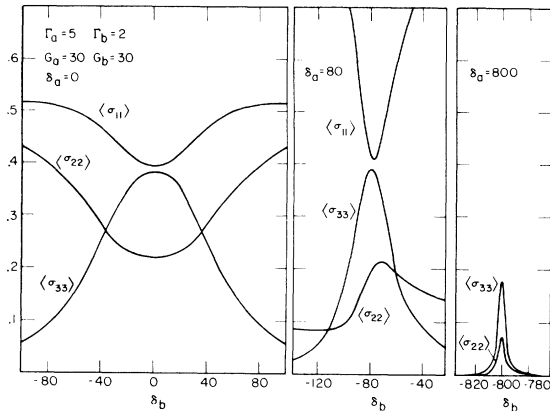 Γa=5 Γb=2
Ga=30 Gb=30
δa=0
.6
.5
.4
.3
.2
.1
⟨σ11⟩
⟨σ22⟩
⟨σ33⟩
-80 -40 0 40 80
δb
δa=80
⟨σ11⟩
⟨σ33⟩
⟨σ22⟩
-120 -80 -40
δb
δa=800
⟨σ33⟩
⟨σ22⟩
-820 -800 -780
δb